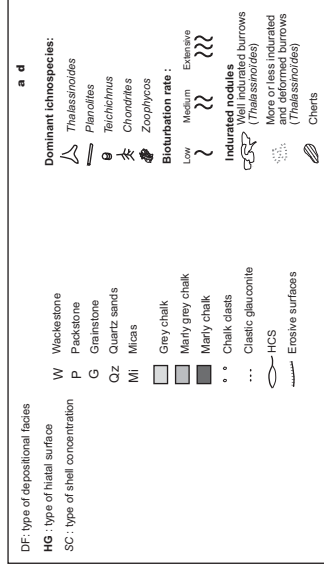 DF: type of depositional facies
HG : type of hiatal surface
SC : type of shell concentration
W Wackestone
P Packstone
G Grainstone
Qz Quartz sands
Mi Micas
Grey chalk
Marly grey chalk
Marly chalk
Chalk clasts
Clastic glauconite
HCS
Erosive surfaces
a d
Dominant ichnospecies:
Thalassinoides
Planolites
Teichichnus
Chondrites
Zoophycos
Bioturbation rate :
Low Medium Extensive
Indurated nodules
Well indurated burrows
(Thalassinoides)
More or less indurated
and deformed burrows
(Thalassinoides)
Cherts